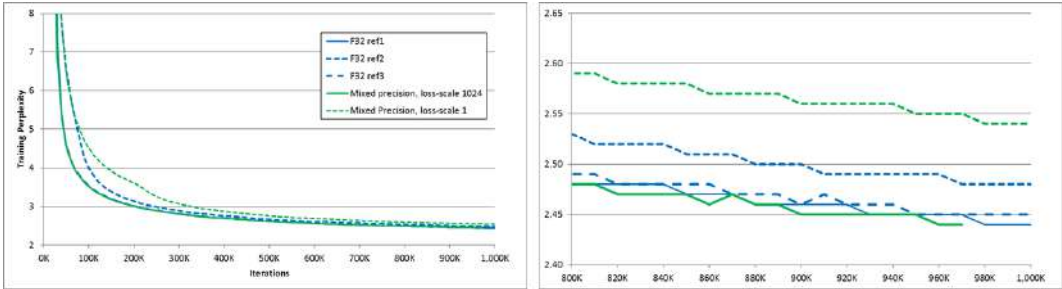 8
7
6
5
4
3
2
Training Perplexity
F32 ref1
F32 ref2
F32 ref3
Mixed precision, loss-scale 1024
Mixed Precision, loss-scale 1
0K 100K 200K 300K 400K 500K 600K 700K 800K 900K 1,000K
Iterations
2.65
2.60
2.55
2.50
2.45
2.40
800K 820K 840K 860K 880K 900K 920K 940K 960K 980K 1,000K